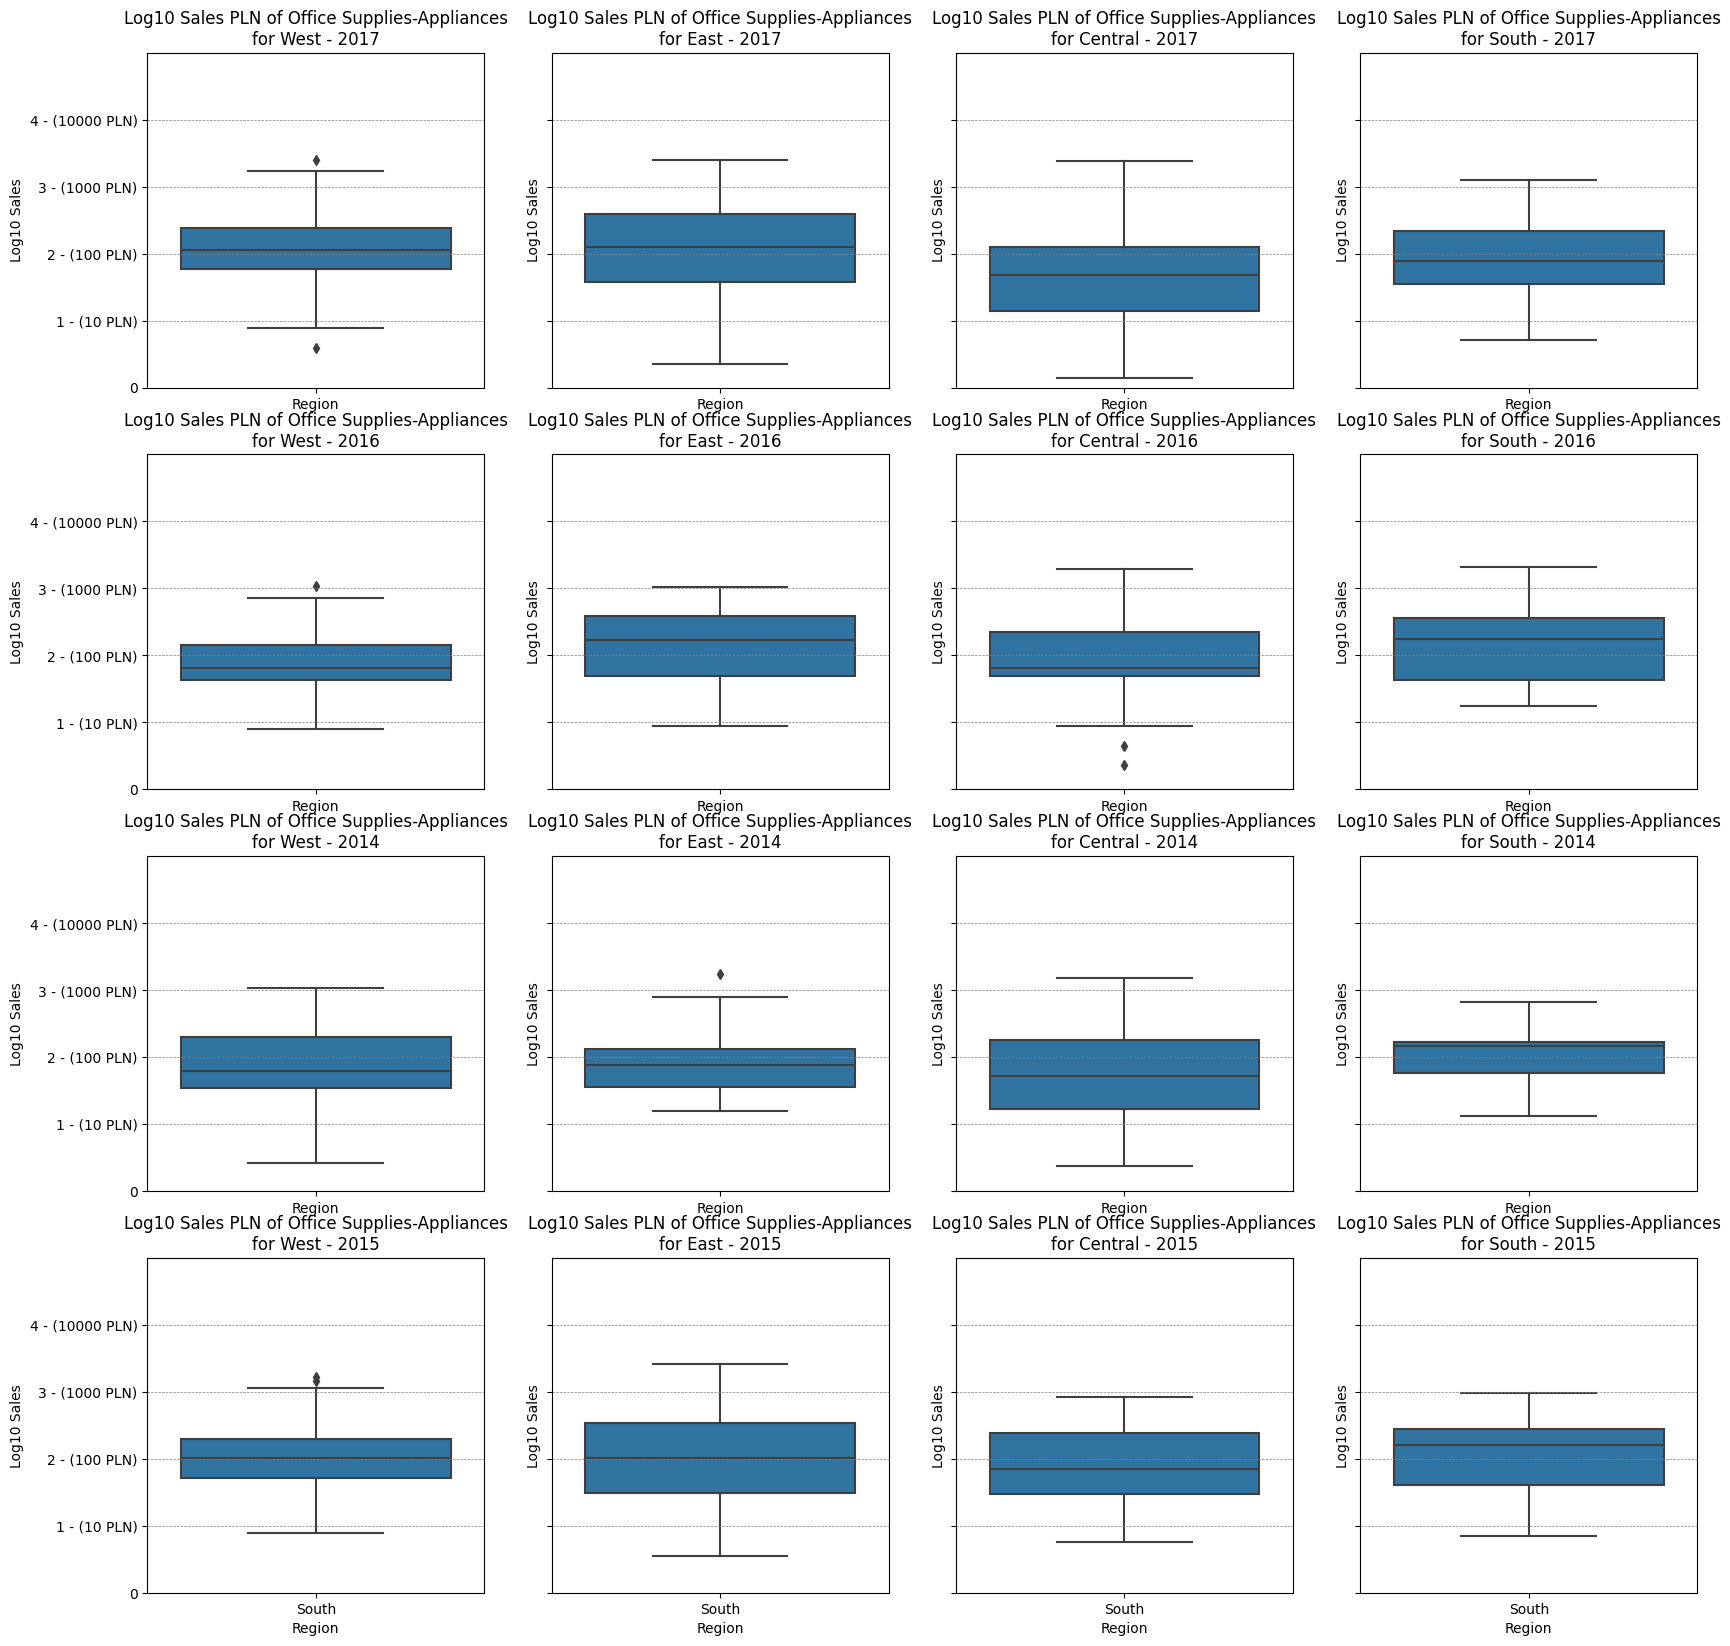 Log10 Sales PLN of Office Supplies-Appliances
for West - 2017
Log10 Sales PLN of Office Supplies-Appliances
for East - 2017
Log10 Sales PLN of Office Supplies-Appliances
for Central - 2017
Log10 Sales PLN of Office Supplies-Appliances
for South - 2017
4 - (10000 PLN)
3 - (1000 PLN)
2 - (100 PLN)
1 - (10 PLN)
0
Log10 Sales
Log10 Sales
Log10 Sales
Log10 Sales
Region
Region
Region
Region
Log10 Sales PLN of Office Supplies-Appliances
for West - 2016
Log10 Sales PLN of Office Supplies-Appliances
for East - 2016
Log10 Sales PLN of Office Supplies-Appliances
for Central - 2016
Log10 Sales PLN of Office Supplies-Appliances
for South - 2016
4 - (10000 PLN)
3 - (1000 PLN)
2 - (100 PLN)
1 - (10 PLN)
0
Log10 Sales
Log10 Sales
Log10 Sales
Log10 Sales
Region
Region
Region
Region
Log10 Sales PLN of Office Supplies-Appliances
for West - 2014
Log10 Sales PLN of Office Supplies-Appliances
for East - 2014
Log10 Sales PLN of Office Supplies-Appliances
for Central - 2014
Log10 Sales PLN of Office Supplies-Appliances
for South - 2014
4 - (10000 PLN)
3 - (1000 PLN)
2 - (100 PLN)
1 - (10 PLN)
0
Log10 Sales
Log10 Sales
Log10 Sales
Log10 Sales
Region
Region
Region
Region
Log10 Sales PLN of Office Supplies-Appliances
for West - 2015
Log10 Sales PLN of Office Supplies-Appliances
for East - 2015
Log10 Sales PLN of Office Supplies-Appliances
for Central - 2015
Log10 Sales PLN of Office Supplies-Appliances
for South - 2015
4 - (10000 PLN)
3 - (1000 PLN)
2 - (100 PLN)
1 - (10 PLN)
0
Log10 Sales
Log10 Sales
Log10 Sales
Log10 Sales
South
South
South
South
Region
Region
Region
Region